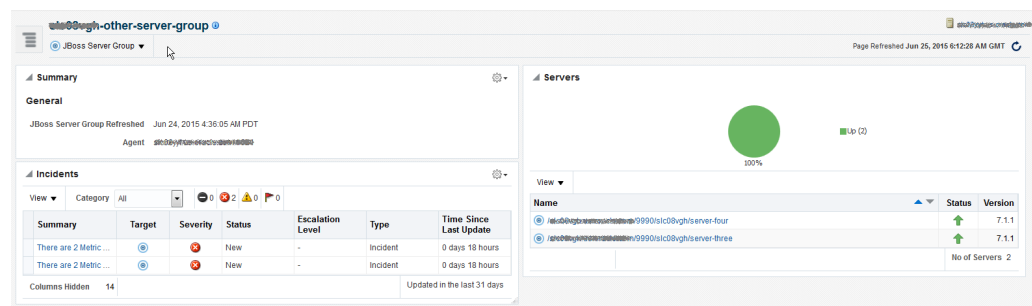 -other-server-group
JBoss Server Group
Page Refreshed Jun 25, 2015 6:12:28 AM GMT
Summary
General
JBoss Server Group Refreshed Jun 24, 2015 4:36:05 AM PDT
Agent
Incidents
View Category All 0 2 0 0
Summary Target Severity Status Escalation Level Type Time Since Last Update
There are 2 Metric ... New - Incident 0 days 18 hours
There are 2 Metric ... New - Incident 0 days 18 hours
Columns Hidden 14 Updated in the last 31 days
Servers
Up (2)
100%
View
Name Status Version
/9990/slc08vgh/server-four 7.1.1
/9990/slc08vgh/server-three 7.1.1
No of Servers 2